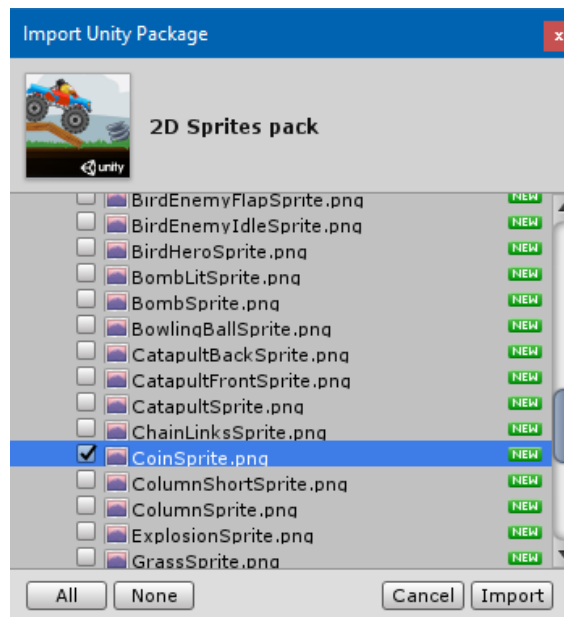 Import Unity Package
x
2D Sprites pack
unity
BirdEnemyFlapSprite.png NEW
BirdEnemyIdleSprite.png NEW
BirdHeroSprite.png NEW
BombLitSprite.png NEW
BombSprite.png NEW
BowlingBallSprite.png NEW
CatapultBackSprite.png NEW
CatapultFrontSprite.png NEW
CatapultSprite.png NEW
ChainLinksSprite.png NEW
CoinSprite.png NEW
ColumnShortSprite.png NEW
ColumnSprite.png NEW
ExplosionSprite.png NEW
GrassSprite.png NEW
All None Cancel Import